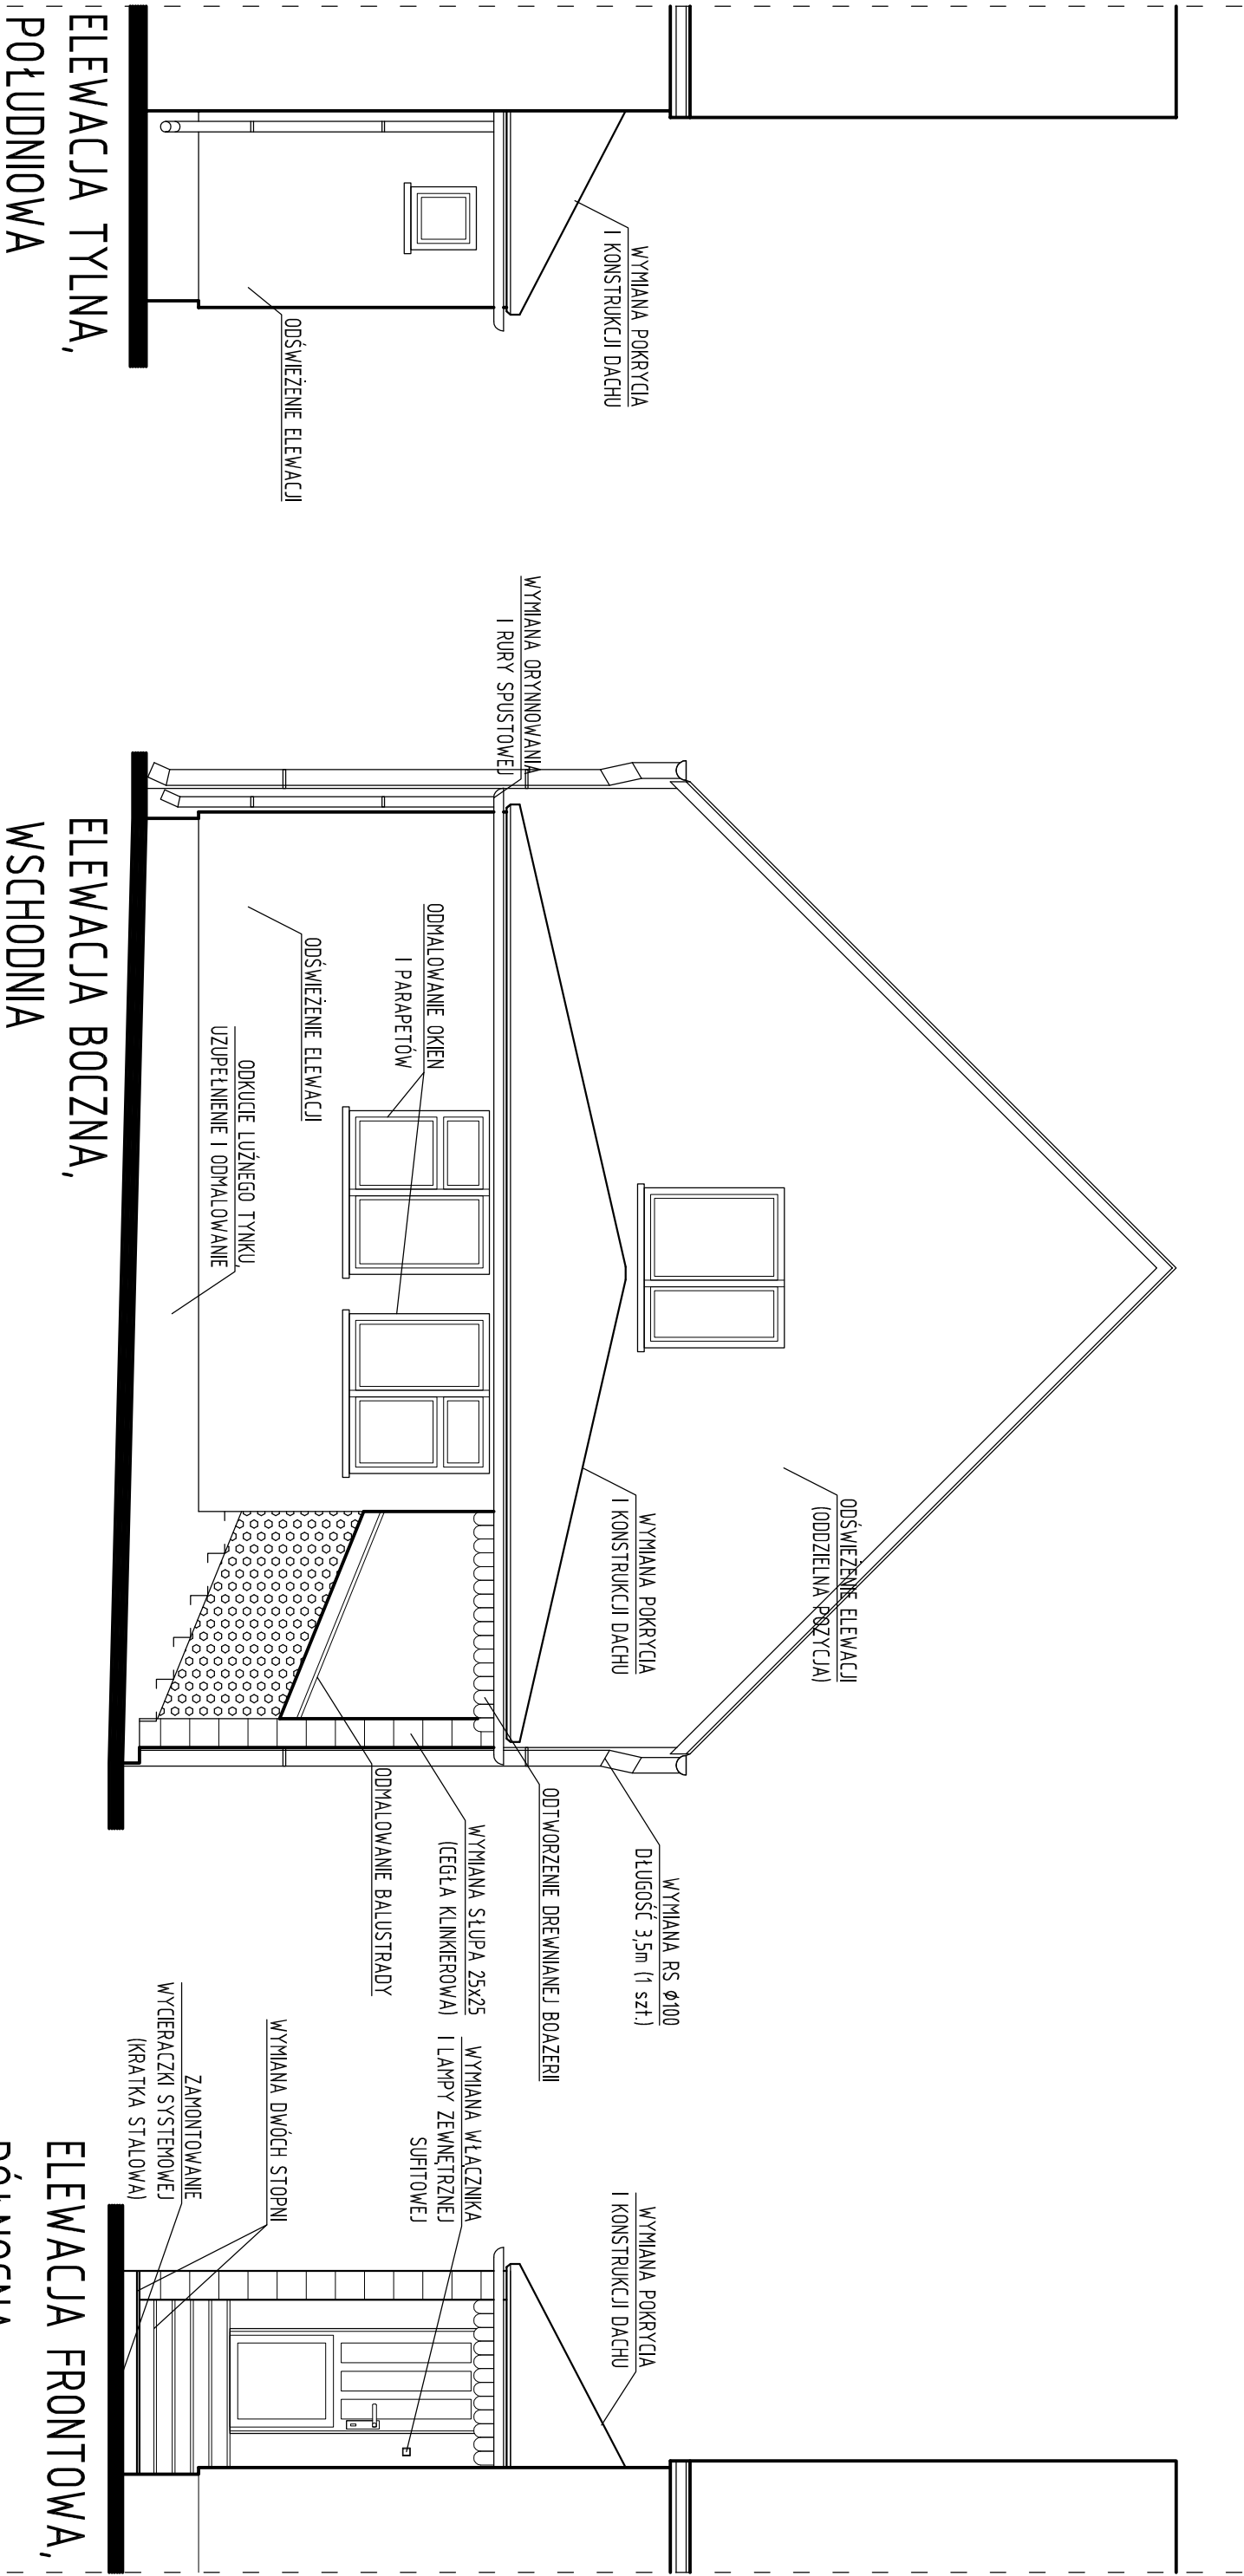 WYMIANA POKRYCIA
I KONSTRUKCJI DACHU
ODŚWIEŻENIE ELEWACJI
ELEWACJA TYLNA,
POŁUDNIOWA
WYMIANA ORYNNOWANIA
I RURY SPUSTOWEJ
ODŚWIEŻENIE ELEWACJI
(ODDZIELNA POZYCJA)
WYMIANA POKRYCIA
I KONSTRUKCJI DACHU
ODMALOWANIE OKIEN
I PARAPETÓW
ODŚWIEŻENIE ELEWACJI
ODKUCIE LUŹNEGO TYNKU,
UZUPEŁNIENIE I ODMALOWANIE
WYMIANA RS ϕ100
DŁUGOŚĆ 3,5m (1 szt.)
ODTWORZENIE DREWNIANEJ BOAZERII
WYMIANA SŁUPA 25x25
(CEGŁA KLINKIEROWA)
ODMALOWANIE BALUSTRADY
ELEWACJA BOCZNA,
WSCHODNIA
WYMIANA POKRYCIA
I KONSTRUKCJI DACHU
WYMIANA WŁĄCZNIKA
I LAMPY ZEWNĘTRZNEJ
SUFITOWEJ
WYMIANA DWÓCH STOPNI
ZAMONTOWANIE
WYCIERACZKI SYSTEMOWEJ
(KRATKA STALOWA)
ELEWACJA FRONTOWA,